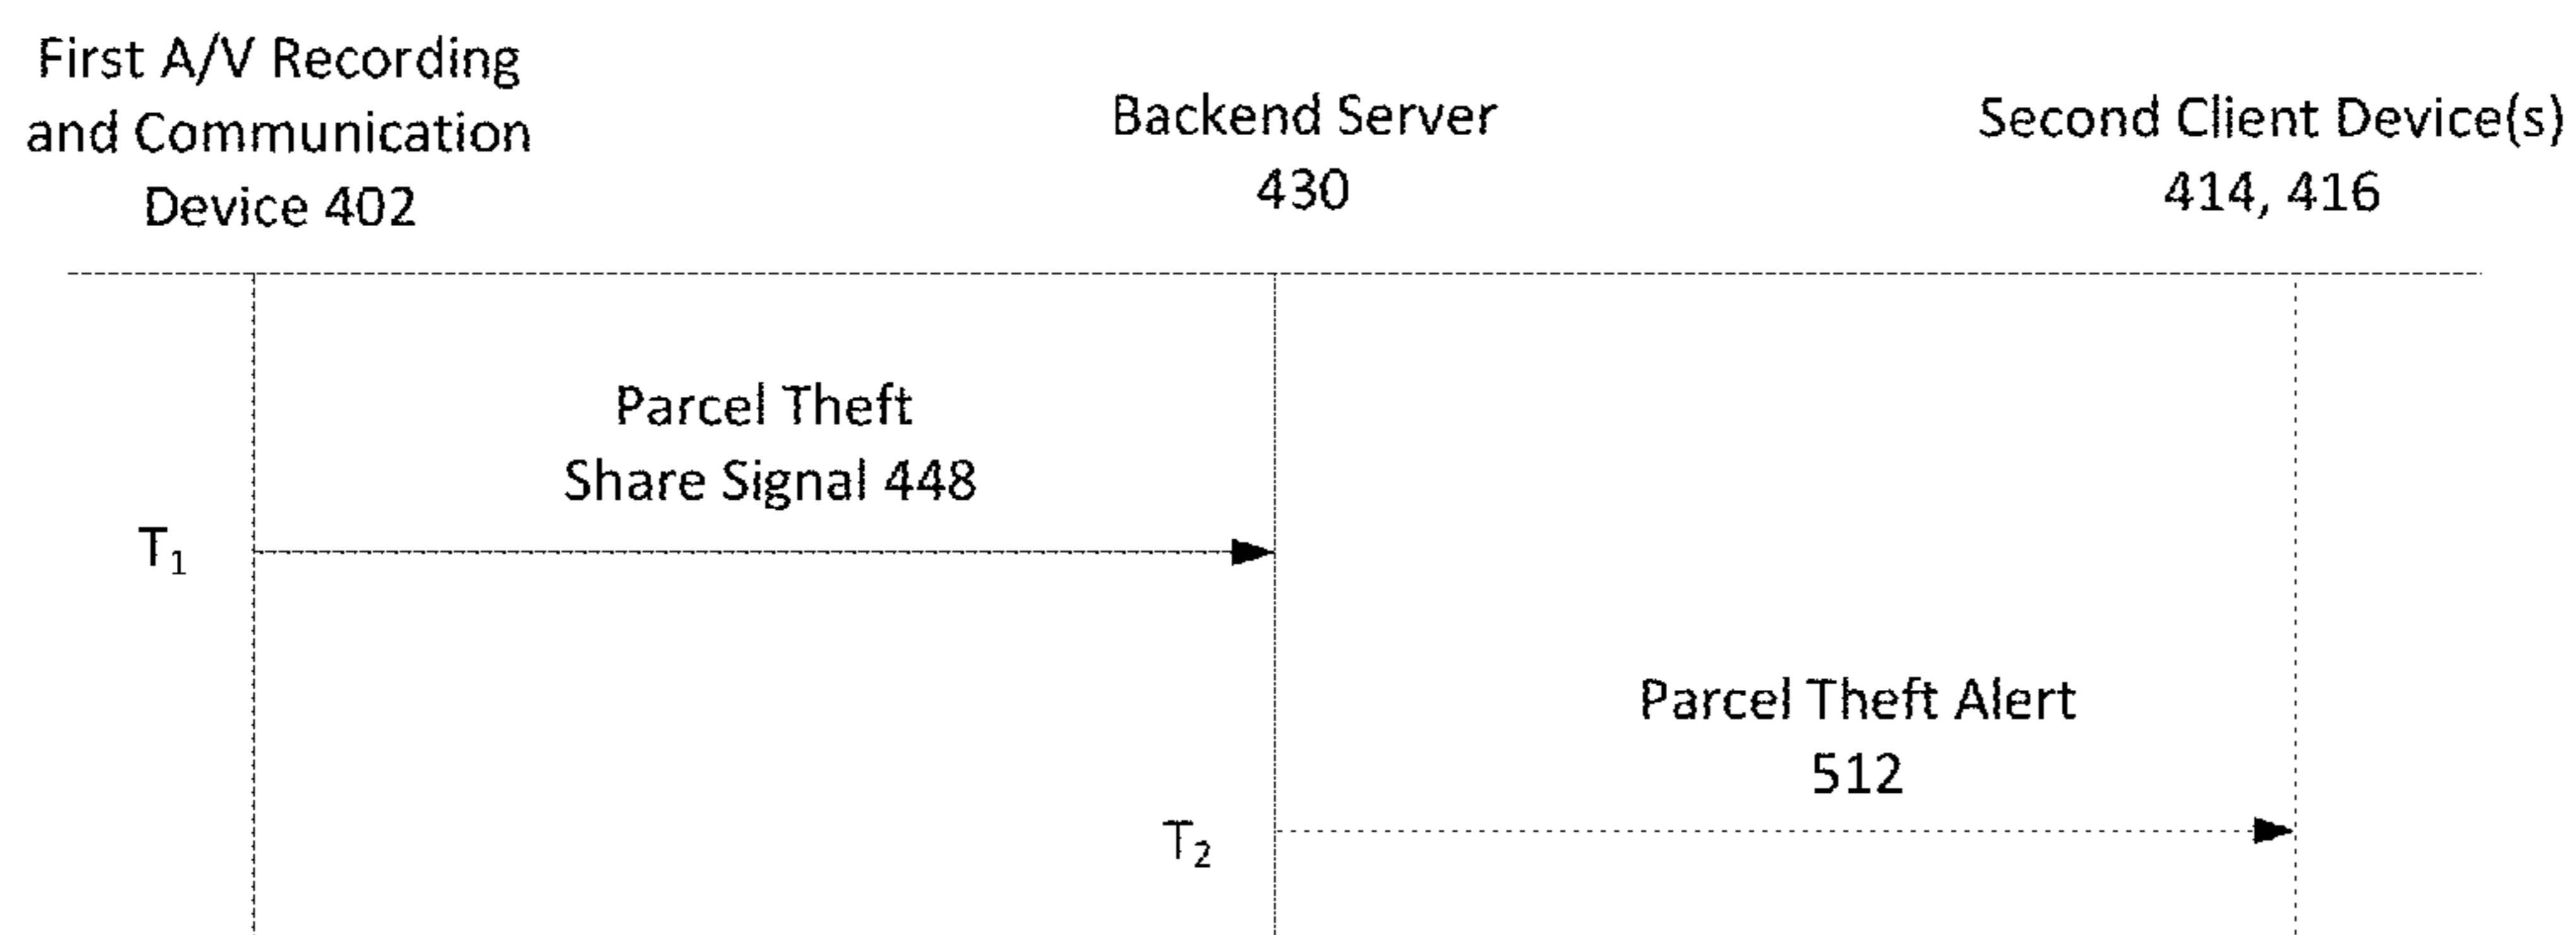 First A/V Recording
and Communication
Device 402
Backend Server
430
Second Client Device(s)
414, 416
Parcel Theft
Share Signal 448
T1
Parcel Theft Alert
512
T2